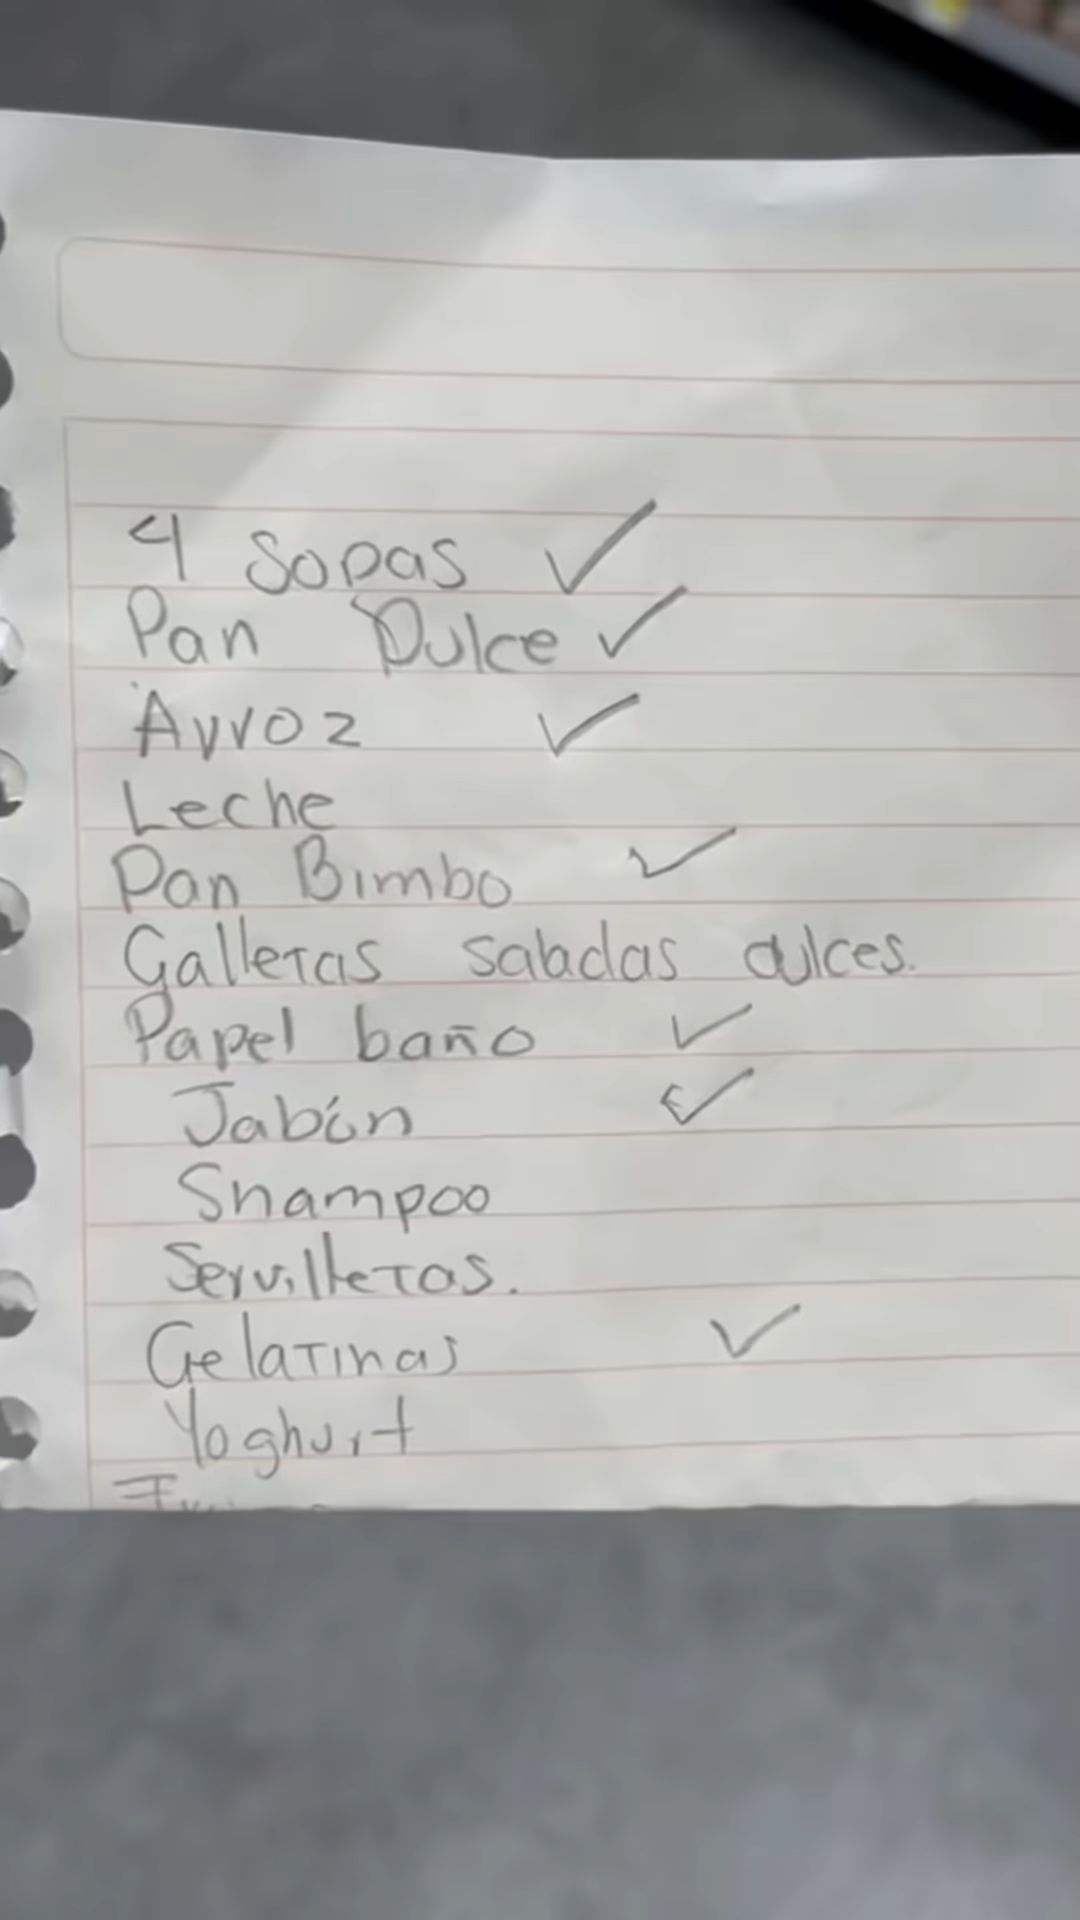 4 Sopas ✓
Pan Dulce ✓
Arroz ✓
Leche
Pan Bimbo ✓
Galletas saladas dulces.
Papel baño ✓
Jabón ✓
Shampoo
Servilletas.
Gelatinas ✓
Yoghurt